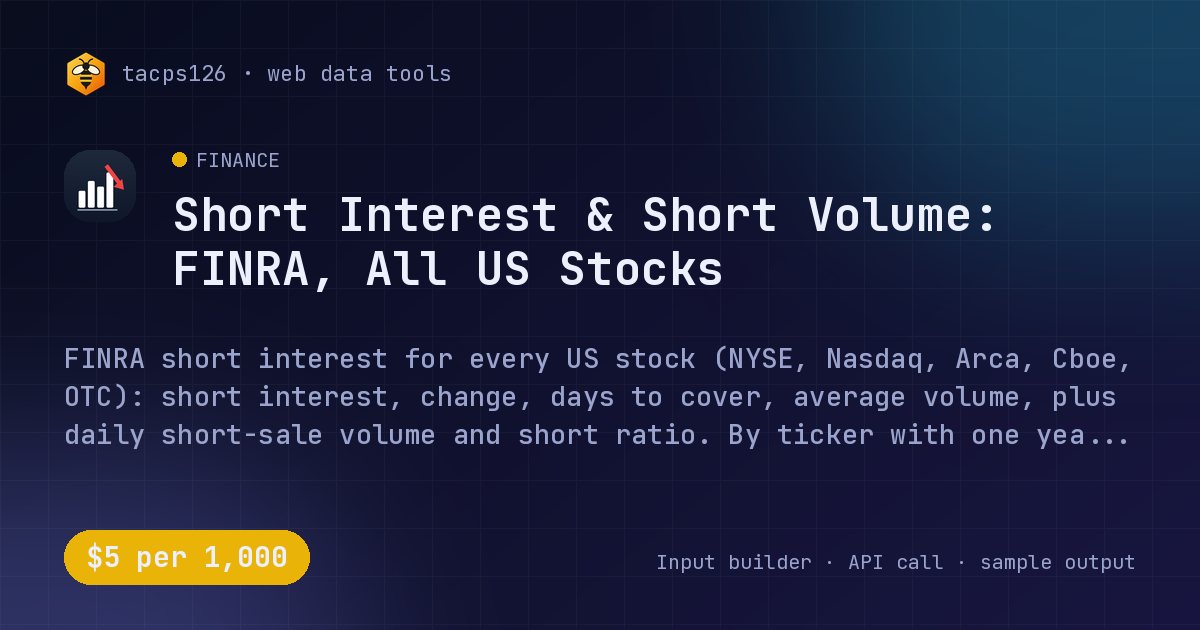 tacps126 · web data tools
FINANCE
Short Interest & Short Volume:
FINRA, All US Stocks
FINRA short interest for every US stock (NYSE, Nasdaq, Arca, Cboe,
OTC): short interest, change, days to cover, average volume, plus
daily short-sale volume and short ratio. By ticker with one yea...
$5 per 1,000
Input builder · API call · sample output